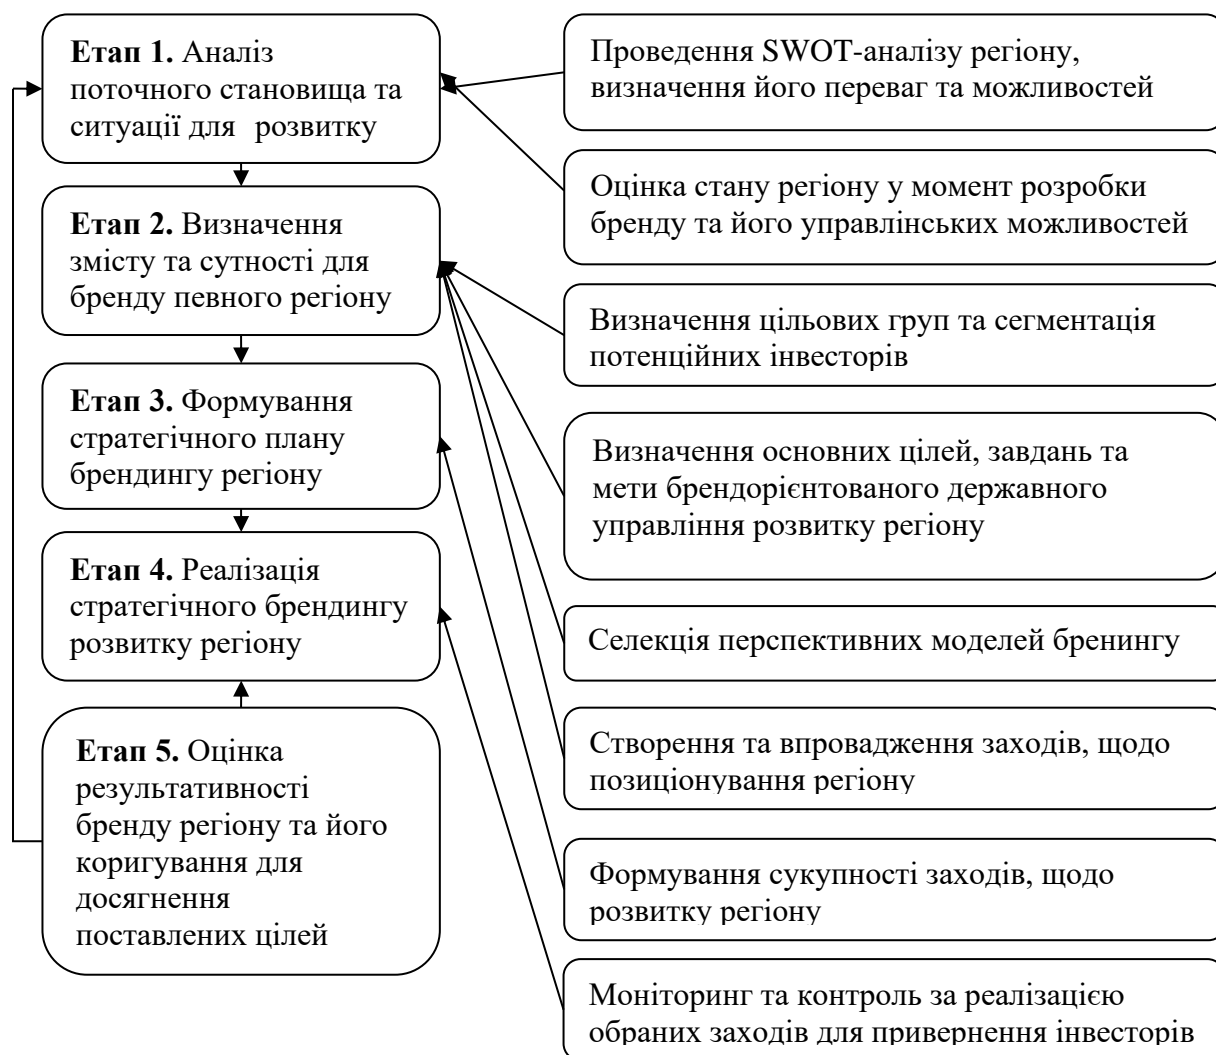 Етап 1. Аналіз
поточного становища та
ситуації для розвитку
Етап 2. Визначення
змісту та сутності для
бренду певного регіону
Етап 3. Формування
стратегічного плану
брендингу регіону
Етап 4. Реалізація
стратегічного брендингу
розвитку регіону
Етап 5. Оцінка
результативності
бренду регіону та його
коригування для
досягнення
поставлених цілей
Проведення SWOT-аналізу регіону,
визначення його переваг та можливостей
Оцінка стану регіону у момент розробки
бренду та його управлінських можливостей
Визначення цільових груп та сегментація
потенційних інвесторів
Визначення основних цілей, завдань та
мети брендорієнтованого державного
управління розвитку регіону
Селекція перспективних моделей бренингу
Створення та впровадження заходів, щодо
позиціонування регіону
Формування сукупності заходів, щодо
розвитку регіону
Моніторинг та контроль за реалізацією
обраних заходів для привернення інвесторів